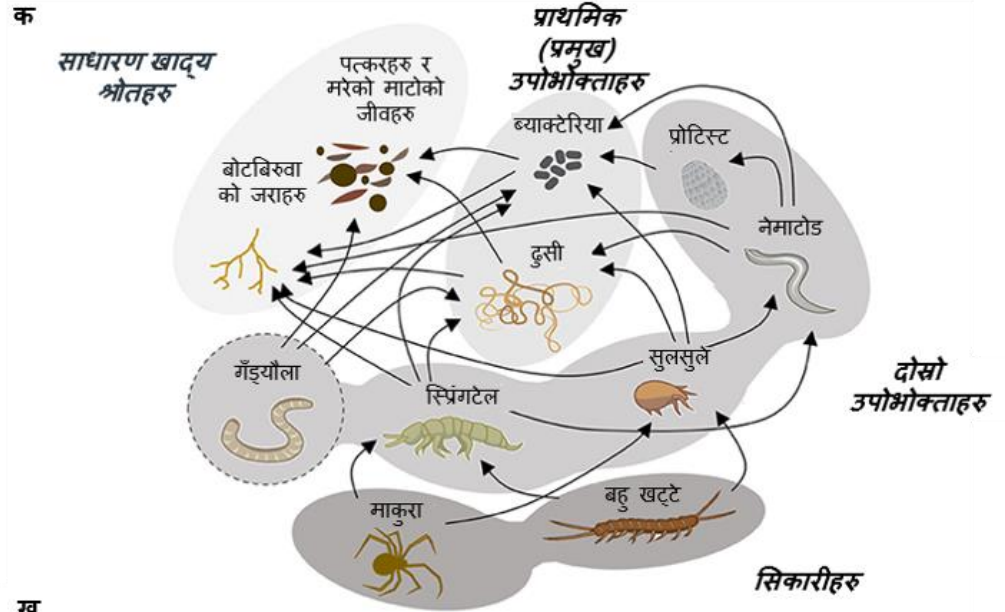 क
साधारण खाद्य
श्रोतहरु
पत्करहरु र
मरेको माटोको
जीवहरु
प्राथमिक
(प्रमुख)
उपोभोक्ताहरु
ब्याक्टेरिया
प्रोटिस्ट
बोटबिरुवा
को जराहरु
नेमाटोड
ढुसी
गँड्यौला
स्प्रिंगटेल
सुलसुले
दोस्रो
उपोभोक्ताहरु
माकुरा
बहु खट्टे
सिकारीहरु
ख